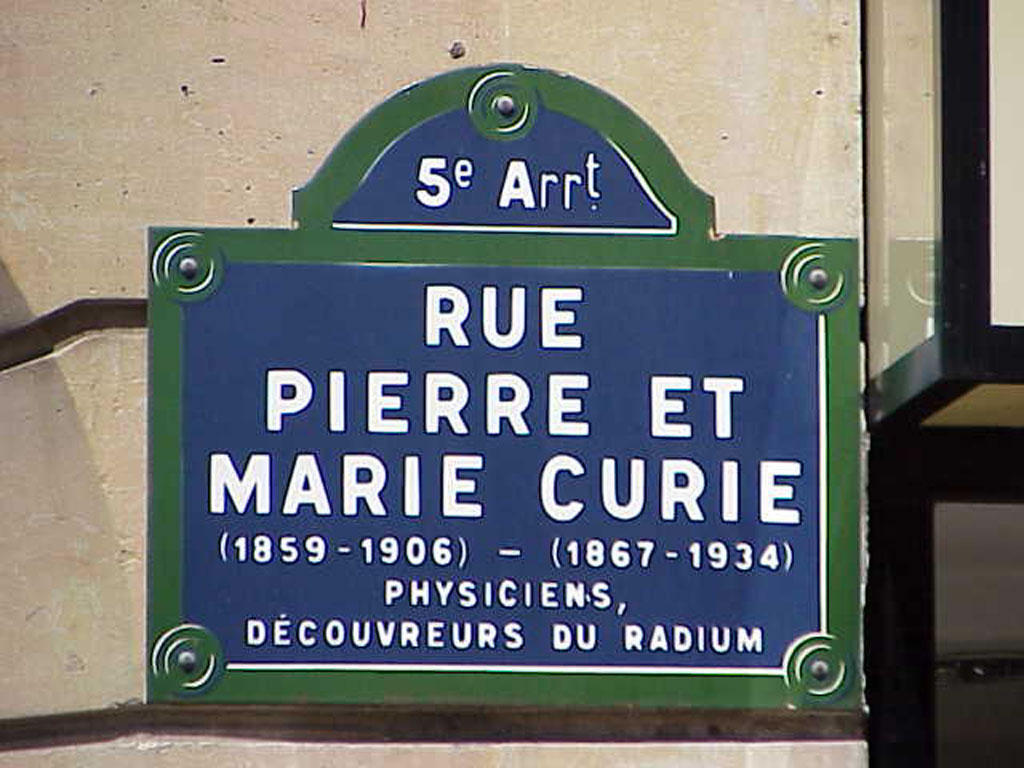 5e Arrt
RUE
PIERRE ET
MARIE CURIE
(1859-1906) – (1867-1934)
PHYSICIENS,
DÉCOUVREURS DU RADIUM